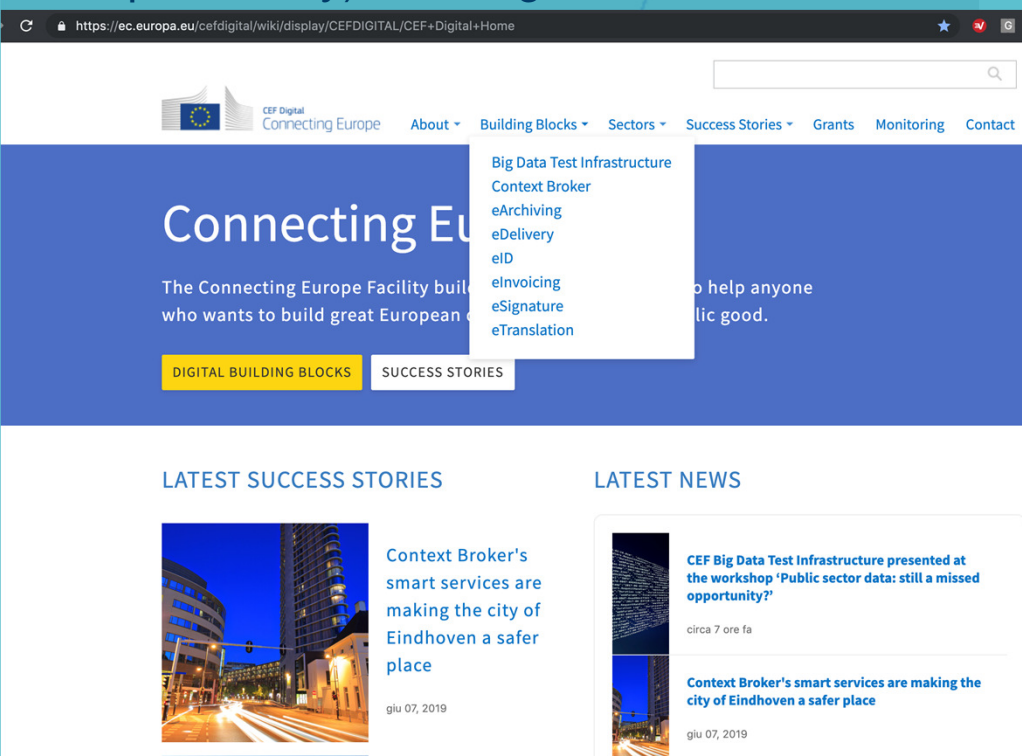 https://ec.europa.eu/cefdigital/wiki/display/CEFDIGITAL/CEF+Digital+Home
G
CEF Digital
Connecting Europe
About
Building Blocks
Sectors
Success Stories
Grants
Monitoring
Contact
Big Data Test Infrastructure
Context Broker
eArchiving
eDelivery
eID
eInvoicing
eSignature
eTranslation
Connecting Eu
The Connecting Europe Facility buil
o help anyone
who wants to build great European
lic good.
DIGITAL BUILDING BLOCKS
SUCCESS STORIES
LATEST SUCCESS STORIES
Context Broker's
smart services are
making the city of
Eindhoven a safer
place
giu 07, 2019
LATEST NEWS
CEF Big Data Test Infrastructure presented at
the workshop ‘Public sector
data: still a missed
opportunity?’
circa 7 ore fa
Context Broker's smart services are making the
city of Eindhoven a safer place
giu 07, 2019